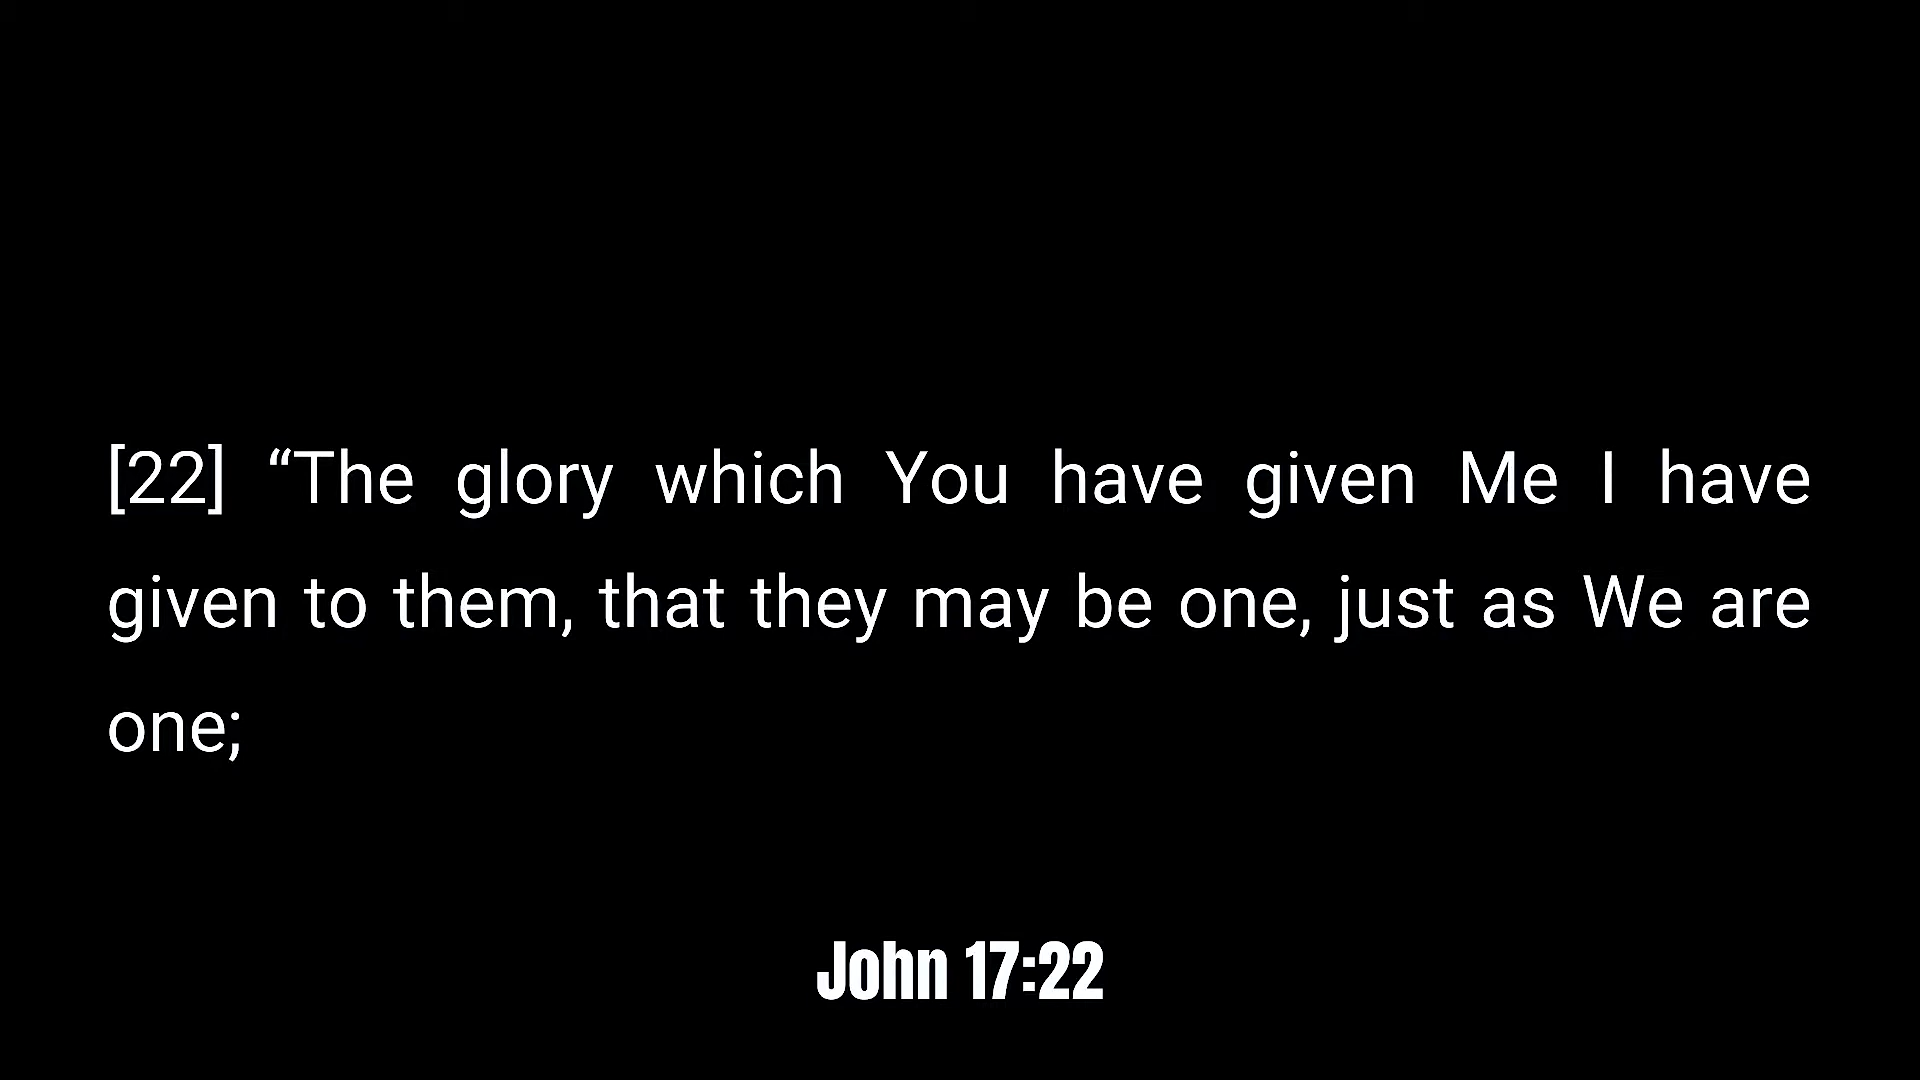 [22] “The glory which You have given Me I have
given to them, that they may be one, just as We are
one;
John 17:22